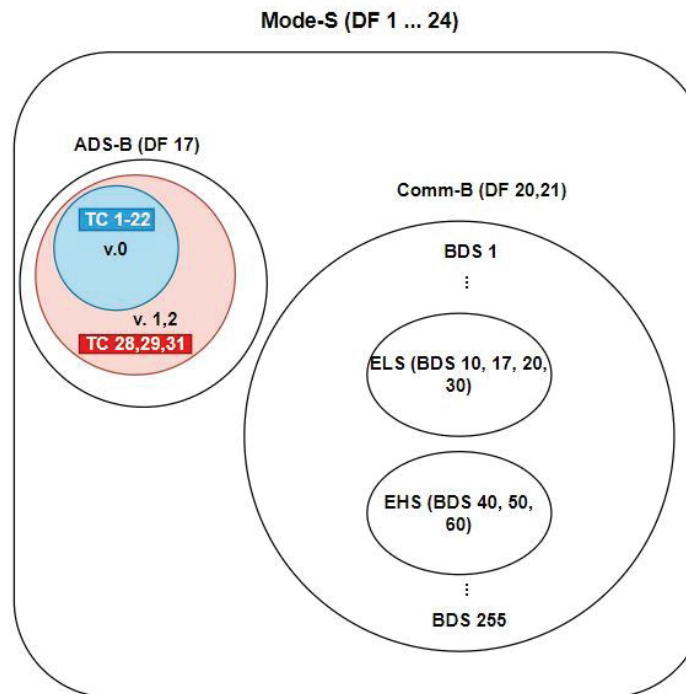 Mode-S (DF 1 ... 24)
ADS-B (DF 17)
TC 1-22
v.0
v. 1,2
TC 28,29,31
Comm-B (DF 20,21)
BDS 1
...
ELS (BDS 10, 17, 20,
30)
EHS (BDS 40, 50,
60)
...
BDS 255